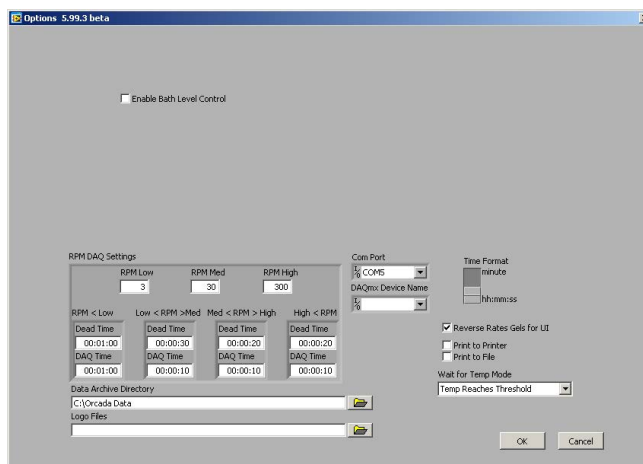 Options 5.99.3 beta
Enable Bath Level Control
RPM DAQ Settings
RPM Low RPM Med RPM High
3 30 300
RPM < Low Low < RPM >Med Med < RPM > High High < RPM
Dead Time Dead Time Dead Time Dead Time
00:01:00 00:00:30 00:00:20 00:00:20
DAQ Time DAQ Time DAQ Time DAQ Time
00:01:00 00:00:10 00:00:10 00:00:10
Com Port
COM5
DAQmx Device Name
Time Format
minute
hh:mm:ss
Reverse Rates Gels for UI
Print to Printer
Print to File
Wait for Temp Mode
Temp Reaches Threshold
Data Archive Directory
C:\Orcada Data
Logo Files
OK Cancel